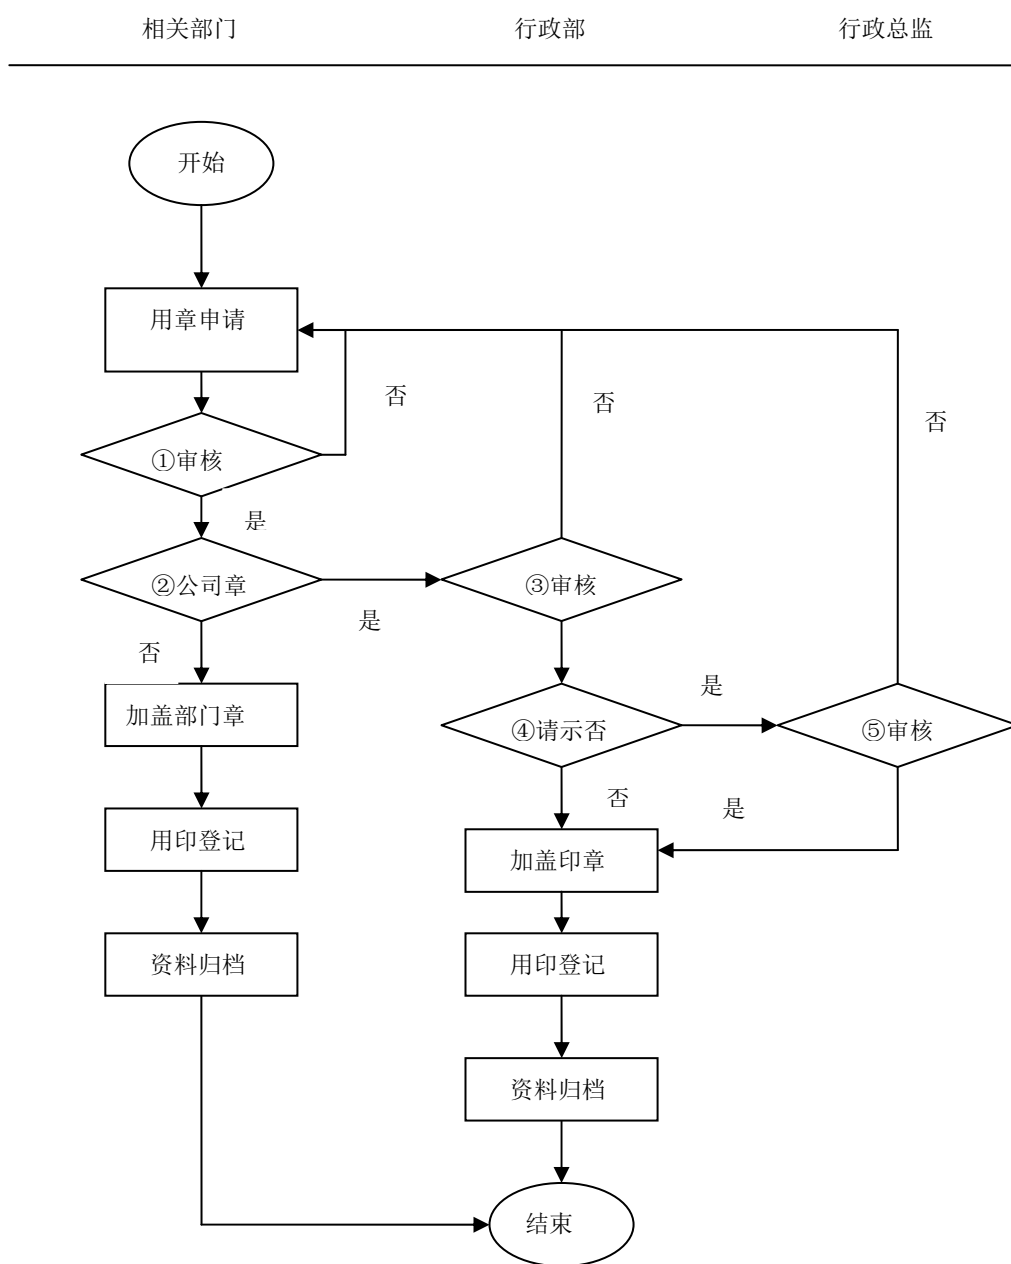 相关部门
行政部
行政总监
开始
用章申请
否
否
否
①审核
是
②公司章
③审核
是
否
是
加盖部门章
④请示否
⑤审核
否
是
用印登记
加盖印章
资料归档
用印登记
资料归档
结束